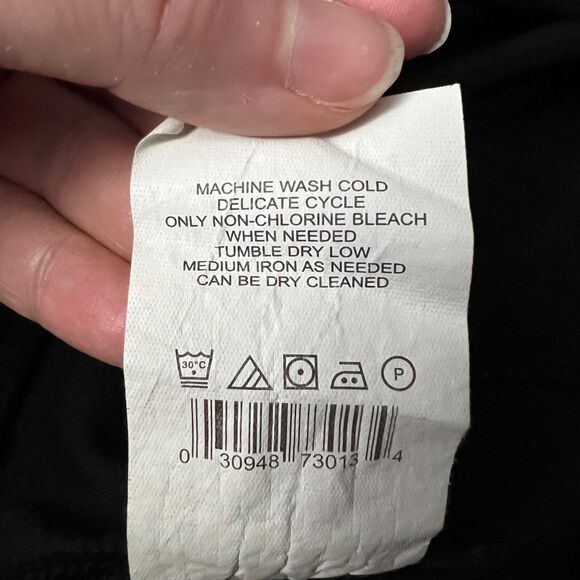 MACHINE WASH COLD
DELICATE CYCLE
ONLY NON-CHLORINE BLEACH
WHEN NEEDED
TUMBLE DRY LOW
MEDIUM IRON AS NEEDED
CAN BE DRY CLEANED
30°C P
0 30948 73013 4